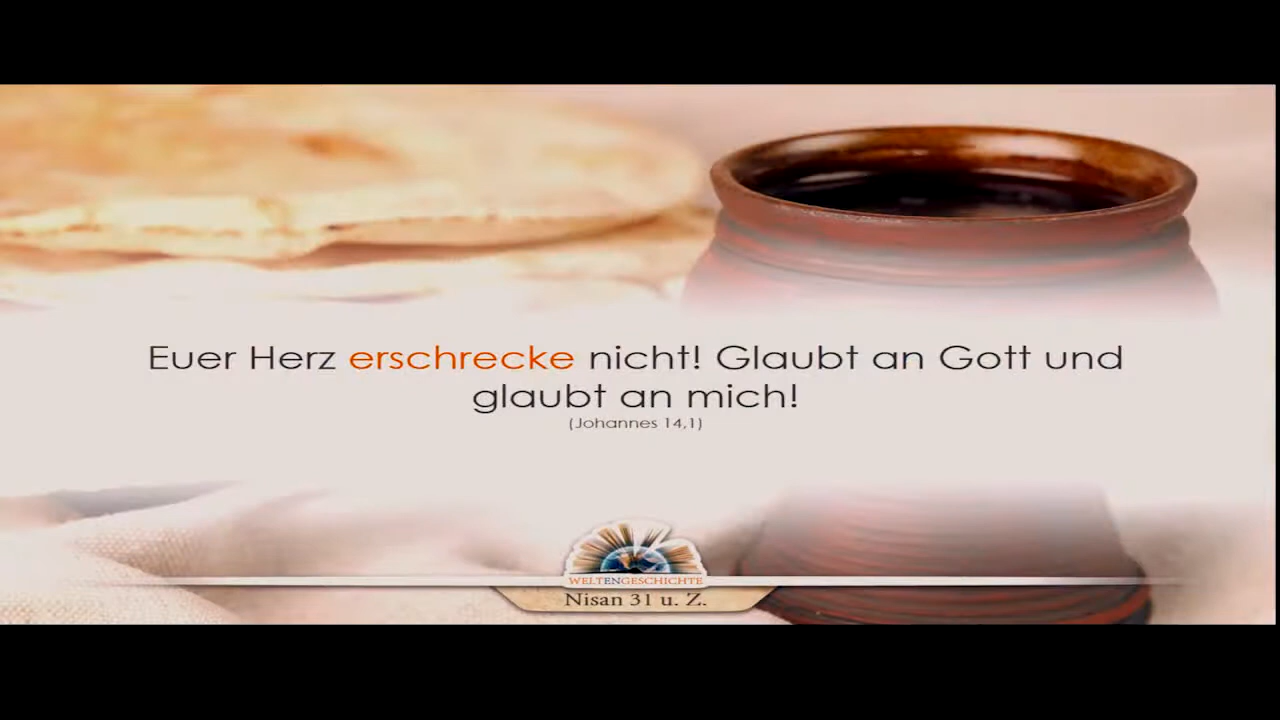 Euer Herz erschrecke nicht! Glaubt an Gott und
glaubt an mich!
(Johannes 14,1)
WELTENGESCHICHTE
Nisan 31 u. Z.